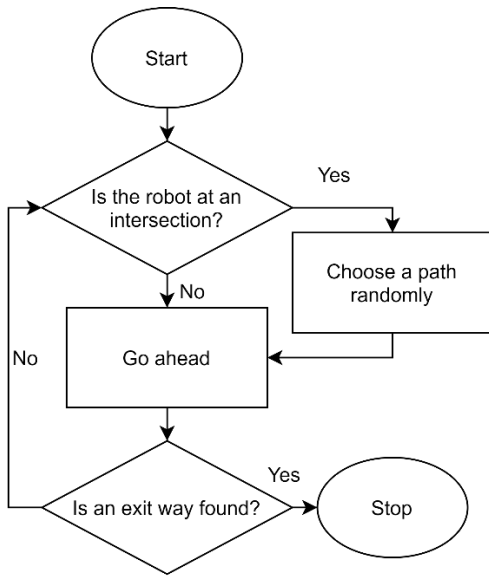 Start
Is the robot at an
intersection?
Yes
Choose a path
randomly
No
Go ahead
No
Is an exit way found?
Yes
Stop